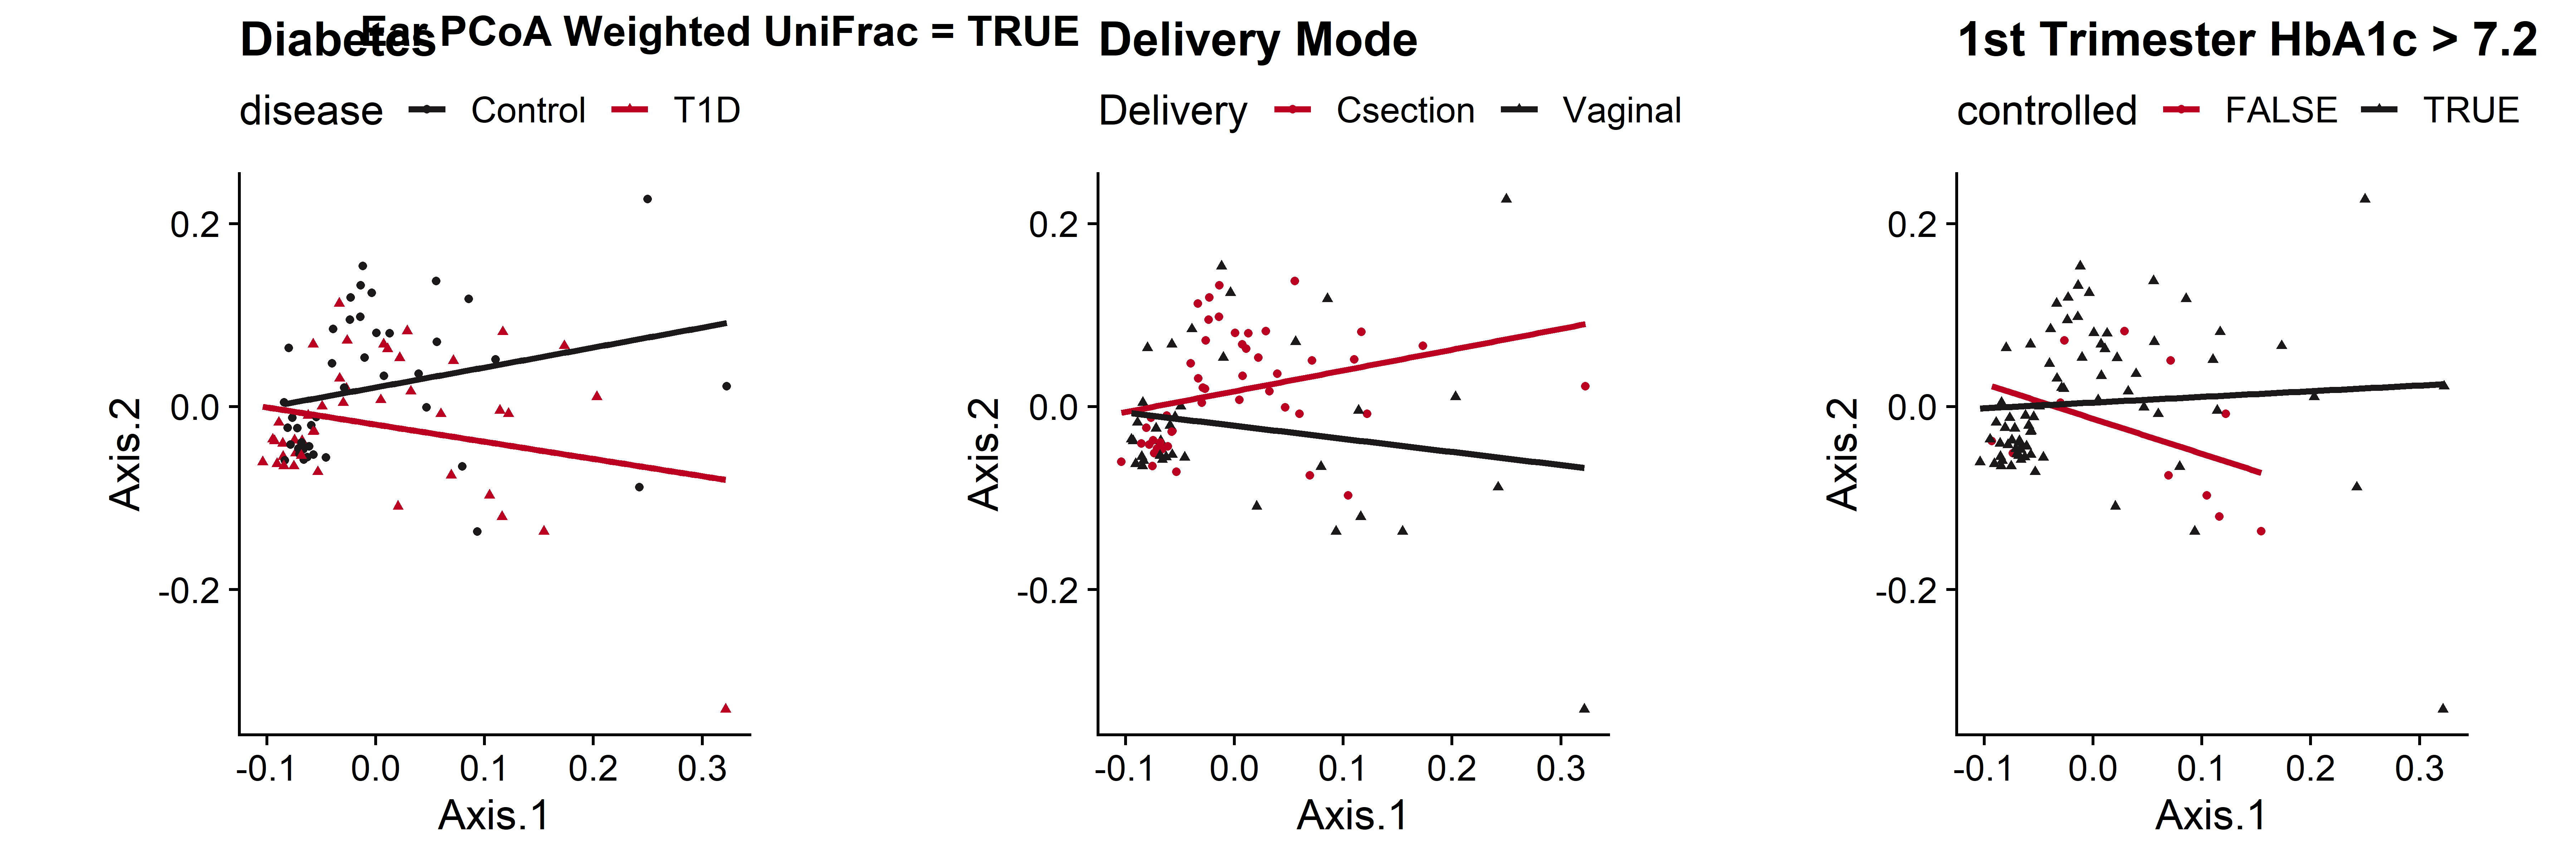 Ear PCoA Weighted UniFrac = TRUE
Diabetes
disease Control T1D
0.2
0.0
-0.2
Axis.2
-0.1 0.0 0.1 0.2 0.3
Axis.1
Delivery Mode
Delivery Csection Vaginal
0.2
0.0
-0.2
Axis.2
-0.1 0.0 0.1 0.2 0.3
Axis.1
1st Trimester HbA1c > 7.2
controlled FALSE TRUE
0.2
0.0
-0.2
Axis.2
-0.1 0.0 0.1 0.2 0.3
Axis.1